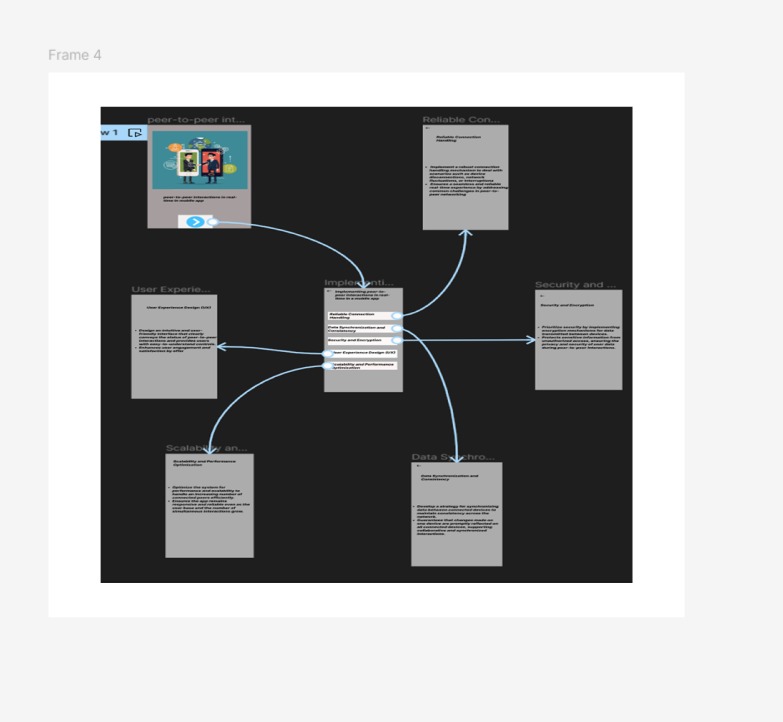 Frame 4
w 1
peer-to-peer int...
peer-to-peer interactions in real-
time in mobile app
Reliable Con...
Reliable Connection
Handling
Implement a robust connection
handling mechanism to deal with
scenarios such as device
disconnections, network
fluctuations, or interruptions
Ensures a seamless and reliable
real-time experience by addressing
common challenges in peer-to-
peer networking
Implementi...
Implementing peer-to-
peer interactions in real-
time in a mobile app
Reliable Connection
Handling
Data Synchronization and
Consistency
Security and Encryption
User Experience Design (UX)
Scalability and Performance
Optimization
User Experie...
User Experience Design (UX)
Design an intuitive and user-
friendly interface that clearly
conveys the status of peer-to-peer
interactions and provides users
with easy-to-understand controls.
Enhances user engagement and
satisfaction by offer
Security and ...
Security and Encryption
Prioritize security by implementing
encryption mechanisms for data
transmitted between devices.
Protects sensitive information from
unauthorized access, ensuring the
privacy and security of user data
during peer-to-peer interactions.
Scalability an...
Scalability and Performance
Optimization
Optimize the system for
performance and scalability to
handle an increasing number of
connected peers efficiently.
Ensures the app remains
responsive and reliable even as the
user base and the number of
simultaneous interactions grow.
Data Synchro...
Data Synchronization and
Consistency
Develop a strategy for synchronizing
data between connected devices to
maintain consistency across the
network.
Guarantees that changes made on
one device are promptly reflected on
all connected devices, supporting
collaborative and synchronized
interactions.